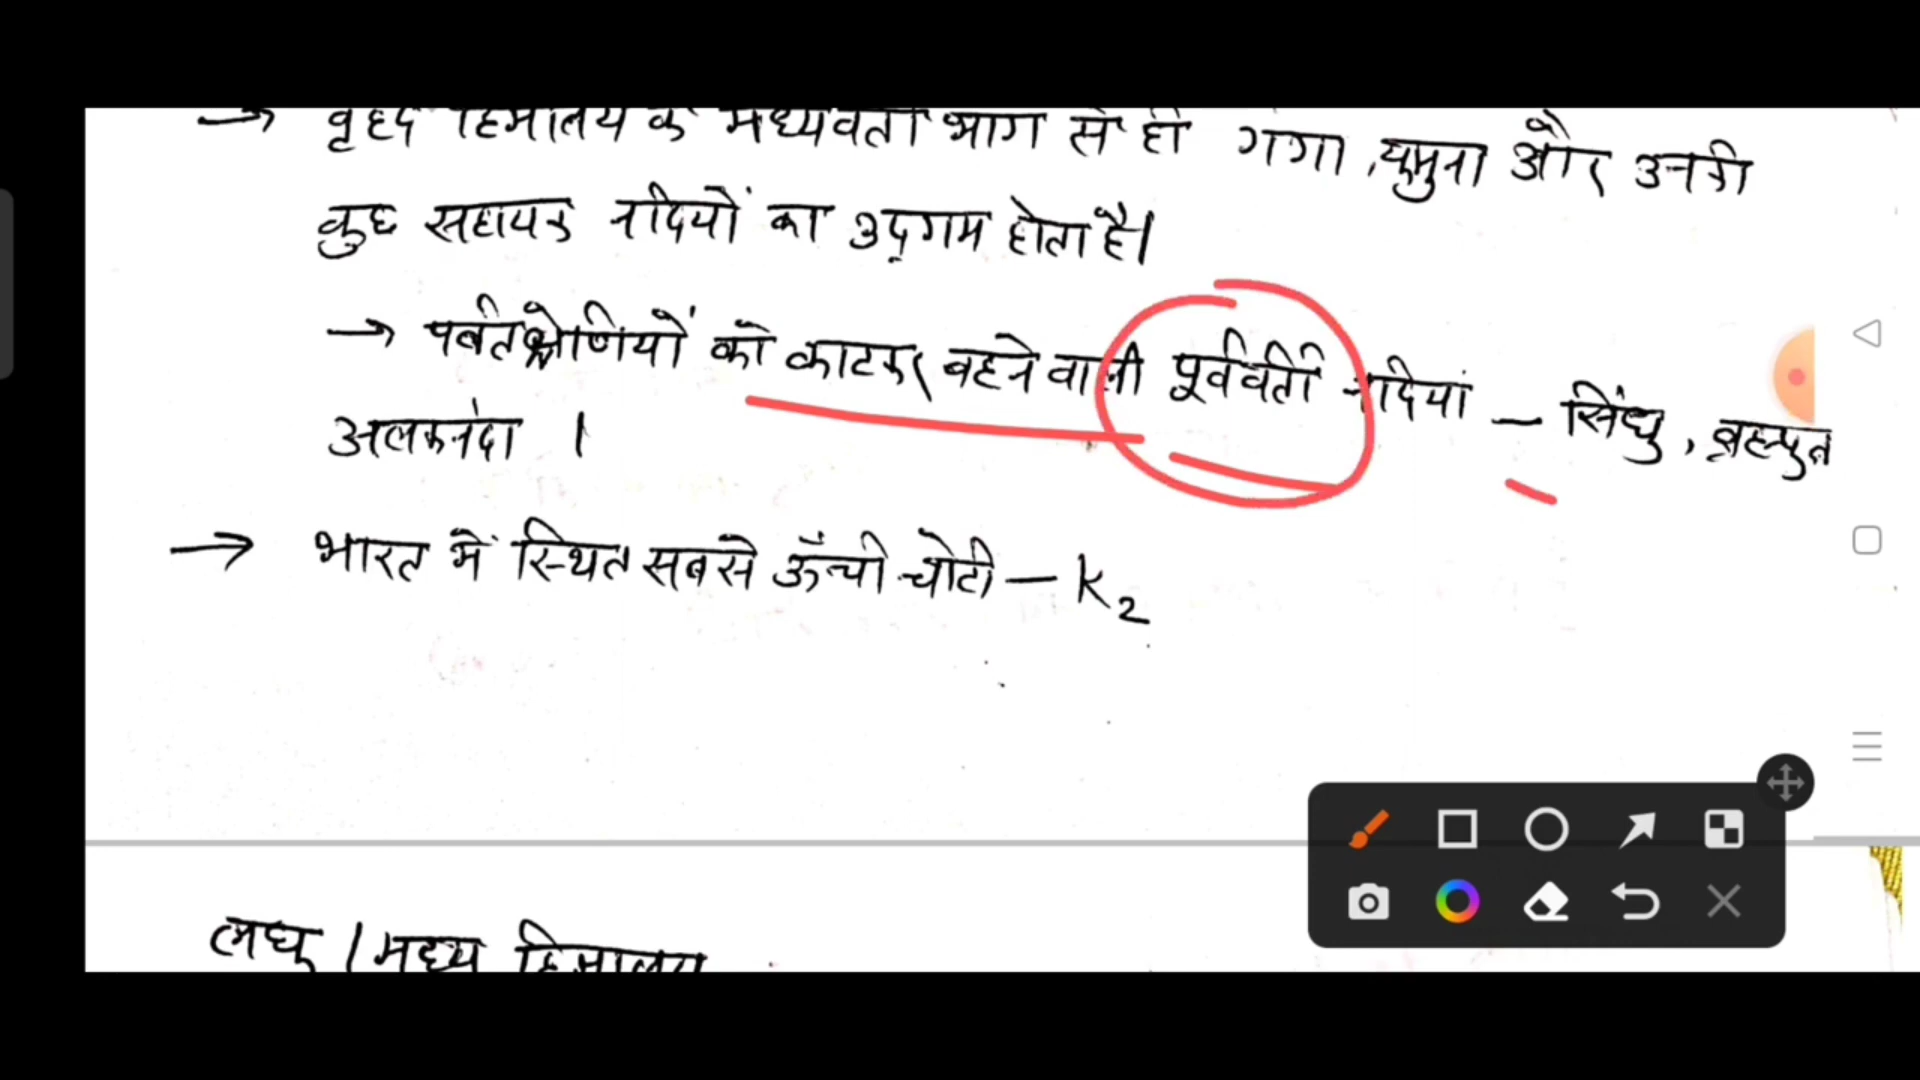 → वृहद हिमालय के मध्यवर्ती भाग से ही गंगा, यमुना और उनकी
कुछ सहायक नदियों का उद्गम होता है।
→ पर्वतश्रेणियों को काटकर बहने वाली पूर्ववर्ती नदियां – सिंधु, ब्रह्मपुत्र
अलकनंदा ।
→ भारत में स्थित सबसे ऊँची चोटी – K2
लघु / मध्य हिमालय